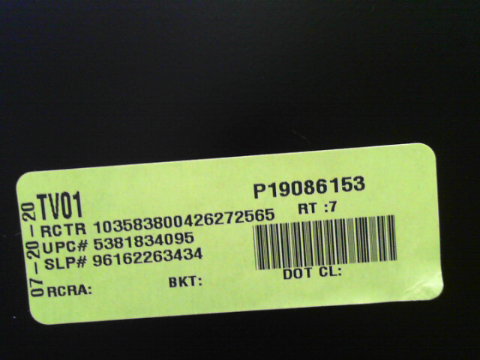 07-20-20
TV01
P19086153
RCTR 103583800426272565
RT :7
UPC# 5381834095
SLP# 96162263434
RCRA:
BKT:
DOT CL: